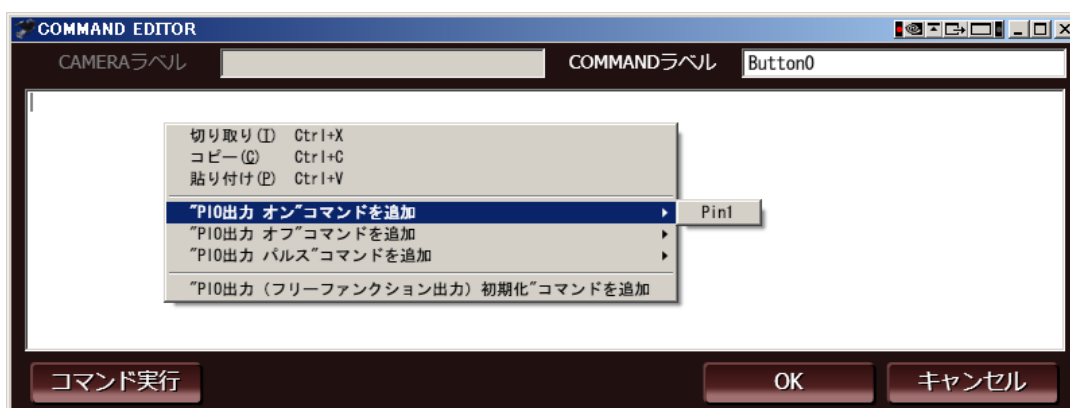 COMMAND EDITOR
CAMERAラベル COMMANDラベル Button0
切り取り(I) Ctrl+X
コピー(C) Ctrl+C
貼り付け(P) Ctrl+V
"PIO出力 オン"コマンドを追加 Pin1
"PIO出力 オフ"コマンドを追加
"PIO出力 パルス"コマンドを追加
"PIO出力（フリーファンクション出力）初期化"コマンドを追加
コマンド実行 OK キャンセル